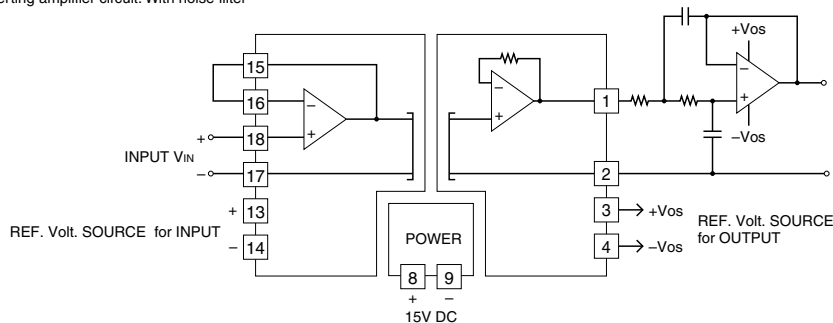 erting amplifier circuit: With noise filter
15
16
18
17
13
14
+
−
INPUT VIN
+
−
REF. Volt. SOURCE for INPUT
−
+
POWER
8
9
+
−
15V DC
−
+
1
2
3
4
+Vos
−Vos
REF. Volt. SOURCE
for OUTPUT
+Vos
−
+
−Vos